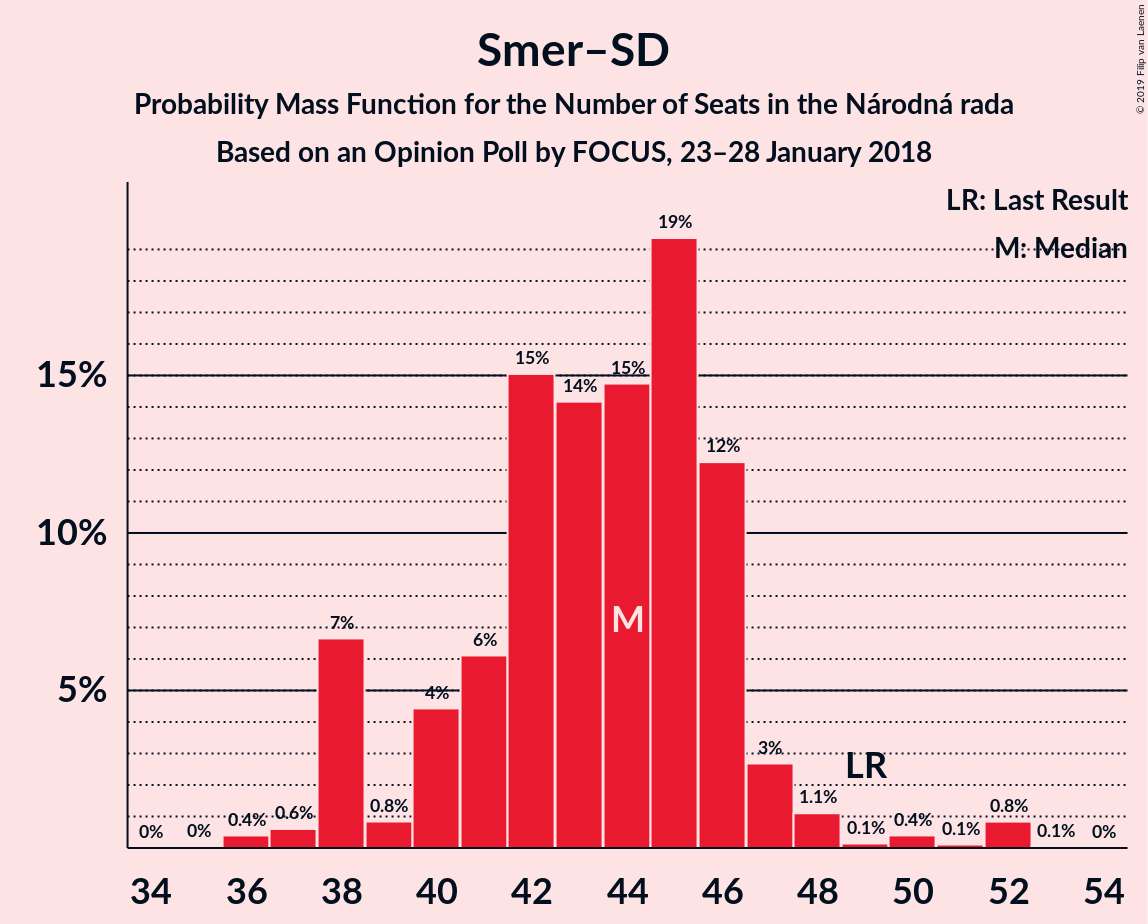 Smer–SD
Probability Mass Function for the Number of Seats in the Národná rada
Based on an Opinion Poll by FOCUS, 23–28 January 2018
© 2019 Filip van Laenen
LR: Last Result
M: Median
15%
10%
5%
0%
0%
0.4%
0.6%
7%
0.8%
4%
6%
15%
14%
15%
19%
12%
3%
1.1%
0.1%
0.4%
0.1%
0.8%
0.1%
0%
M
LR
34 36 38 40 42 44 46 48 50 52 54